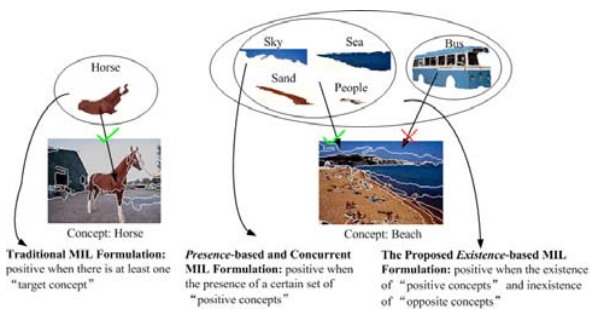 Horse
Sky
Sea
Sand
People
Bus
Concept: Horse
Concept: Beach
Traditional MIL Formulation:
positive when there is at least one
“target concept”
Presence-based and Concurrent
MIL Formulation: positive when
the presence of a certain set of
“positive concepts”
The Proposed Existence-based MIL
Formulation: positive when the existence
of “positive concepts” and inexistence
of “opposite concepts”